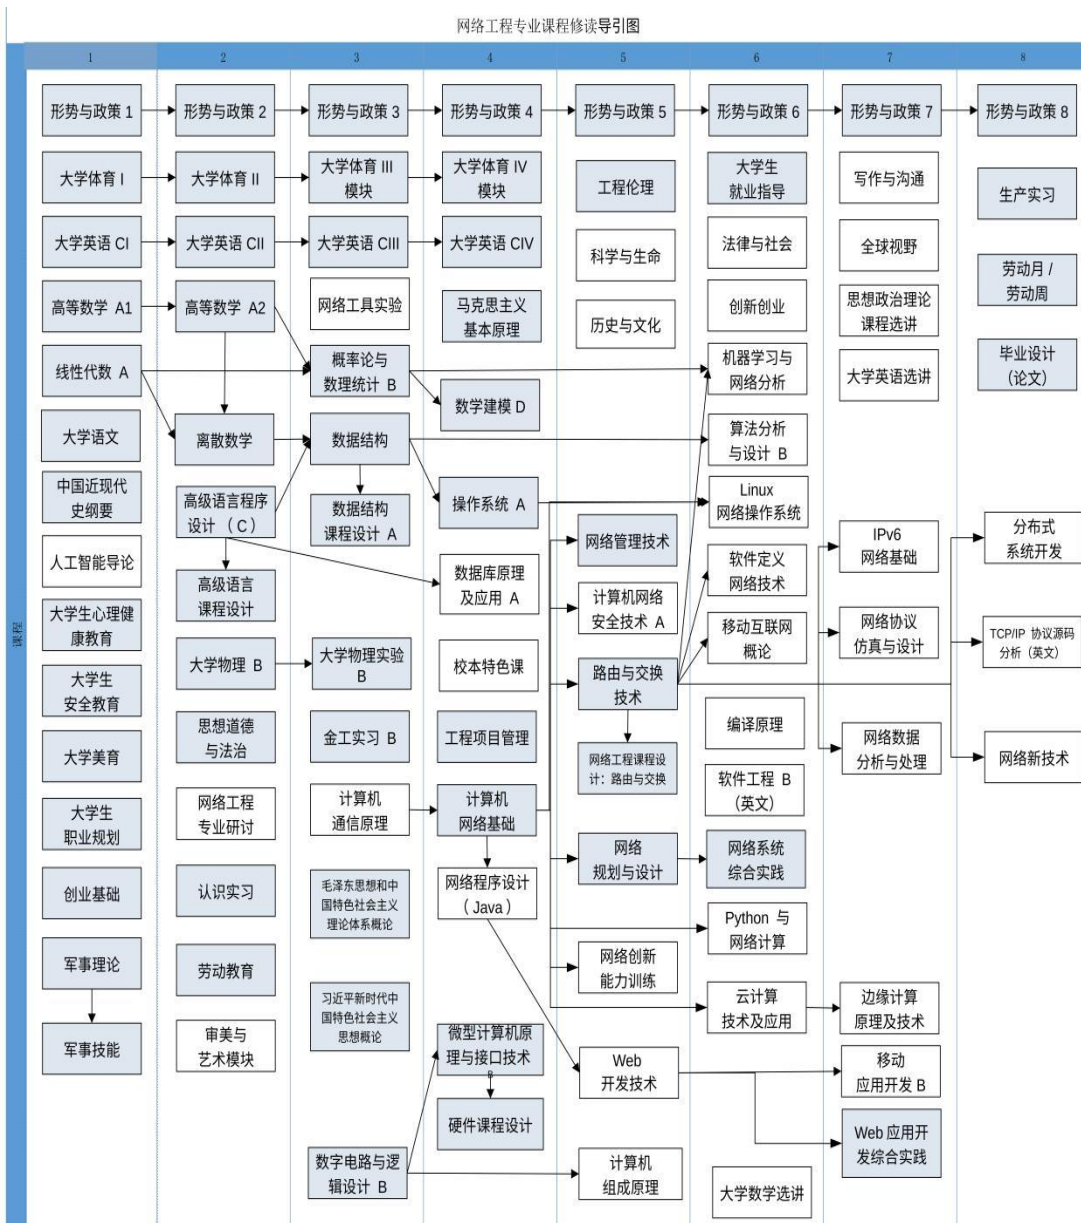 网络工程专业课程修读导引图
1
2
3
4
5
6
7
8
课程
形势与政策 1
大学体育 I
大学英语 CI
高等数学 A1
线性代数 A
大学语文
中国近现代
史纲要
人工智能导论
大学生心理健
康教育
大学生
安全教育
大学美育
大学生
职业规划
创业基础
军事理论
军事技能
形势与政策 2
大学体育 II
大学英语 CII
高等数学 A2
离散数学
高级语言程序
设计（C）
高级语言
课程设计
大学物理 B
思想道德
与法治
网络工程
专业研讨
认识实习
劳动教育
审美与
艺术模块
形势与政策 3
大学体育 III
模块
大学英语 CIII
网络工具实验
概率论与
数理统计 B
数据结构
数据结构
课程设计 A
大学物理实验
B
金工实习 B
计算机
通信原理
毛泽东思想和中
国特色社会主义
理论体系概论
习近平新时代中
国特色社会主义
思想概论
数字电路与逻
辑设计 B
形势与政策 4
大学体育 IV
模块
大学英语 CIV
马克思主义
基本原理
数学建模 D
操作系统 A
数据库原理
及应用 A
校本特色课
工程项目管理
计算机
网络基础
网络程序设计
（Java）
微型计算机原
理与接口技术
B
硬件课程设计
形势与政策 5
工程伦理
科学与生命
历史与文化
网络管理技术
计算机网络
安全技术 A
路由与交换
技术
网络工程课程设
计：路由与交换
网络
规划与设计
网络创新
能力训练
Web
开发技术
计算机
组成原理
形势与政策 6
大学生
就业指导
法律与社会
创新创业
机器学习与
网络分析
算法分析
与设计 B
Linux
网络操作系统
软件定义
网络技术
移动互联网
概论
编译原理
软件工程 B
（英文）
网络系统
综合实践
Python 与
网络计算
云计算
技术及应用
大学数学选讲
形势与政策 7
写作与沟通
全球视野
思想政治理论
课程选讲
大学英语选讲
IPv6
网络基础
网络协议
仿真与设计
网络数据
分析与处理
边缘计算
原理及技术
移动
应用开发 B
Web 应用开
发综合实践
形势与政策 8
生产实习
劳动月 /
劳动周
毕业设计
（论文）
分布式
系统开发
TCP/IP 协议源码
分析（英文）
网络新技术